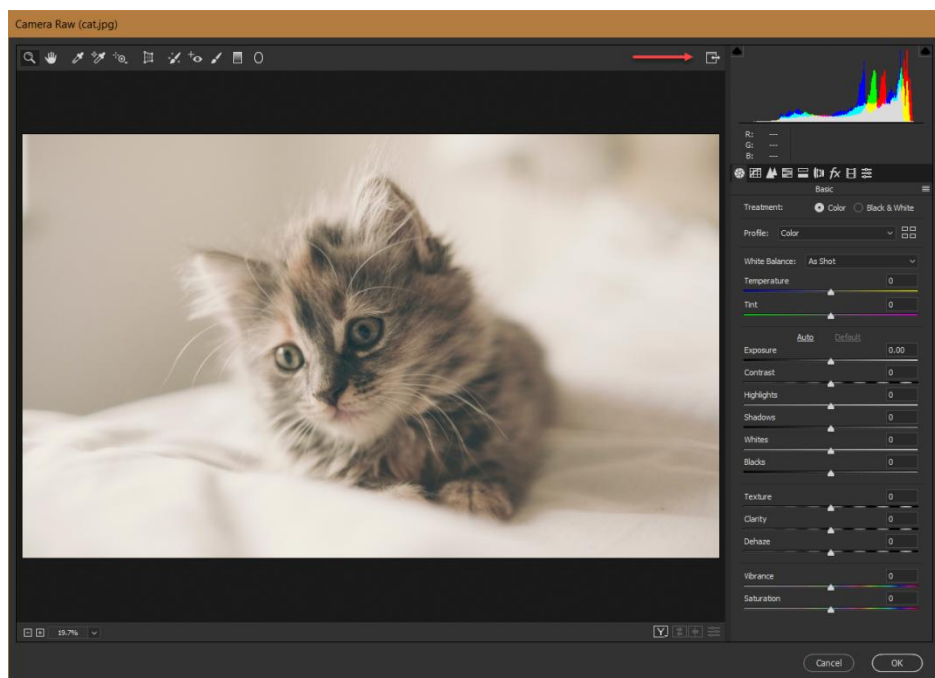 Camera Raw (cat.jpg)
R: ---
G: ---
B: ---
fx
Basic
Treatment: Color Black & White
Profile: Color
White Balance: As Shot
Temperature 0
Tint 0
Auto Default
Exposure 0.00
Contrast 0
Highlights 0
Shadows 0
Whites 0
Blacks 0
Texture 0
Clarity 0
Dehaze 0
Vibrance 0
Saturation 0
19.7% Y
Cancel OK